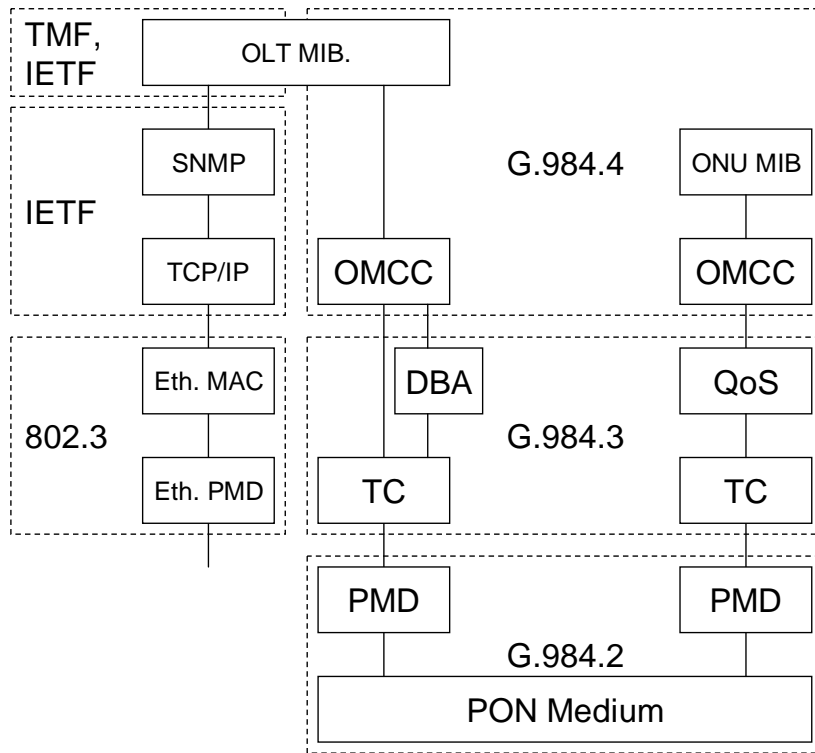 TMF,
IETF
OLT MIB.
SNMP
G.984.4
ONU MIB
IETF
TCP/IP
OMCC
OMCC
Eth. MAC
DBA
QoS
802.3
G.984.3
Eth. PMD
TC
TC
PMD
PMD
G.984.2
PON Medium